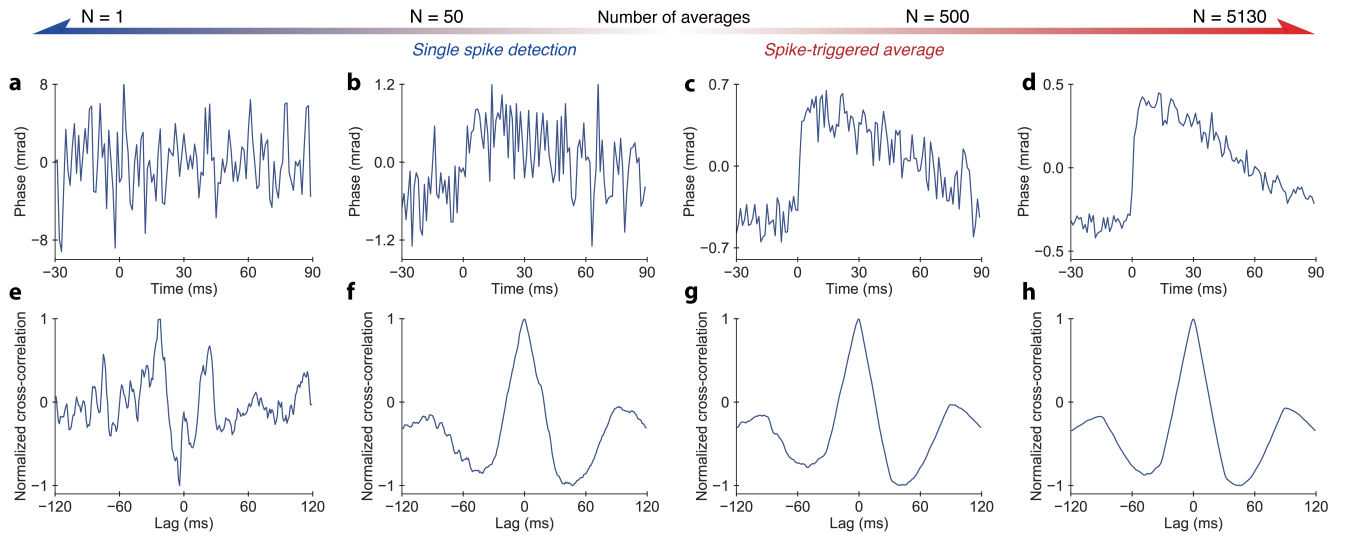 N = 1 N = 50 Number of averages N = 500 N = 5130
Single spike detection Spike-triggered average
a b c d
8 1.2 0.7 0.5
Phase (mrad) Phase (mrad) Phase (mrad) Phase (mrad)
0 0.0 0.0 0.0
−8 −1.2 −0.7 −0.5
−30 0 30 60 90 −30 0 30 60 90 −30 0 30 60 90 −30 0 30 60 90
Time (ms) Time (ms) Time (ms) Time (ms)
e f g h
Normalized cross-correlation Normalized cross-correlation Normalized cross-correlation Normalized cross-correlation
1 1 1 1
0 0 0 0
−1 −1 −1 −1
−120 −60 0 60 120 −120 −60 0 60 120 −120 −60 0 60 120 −120 −60 0 60 120
Lag (ms) Lag (ms) Lag (ms) Lag (ms)